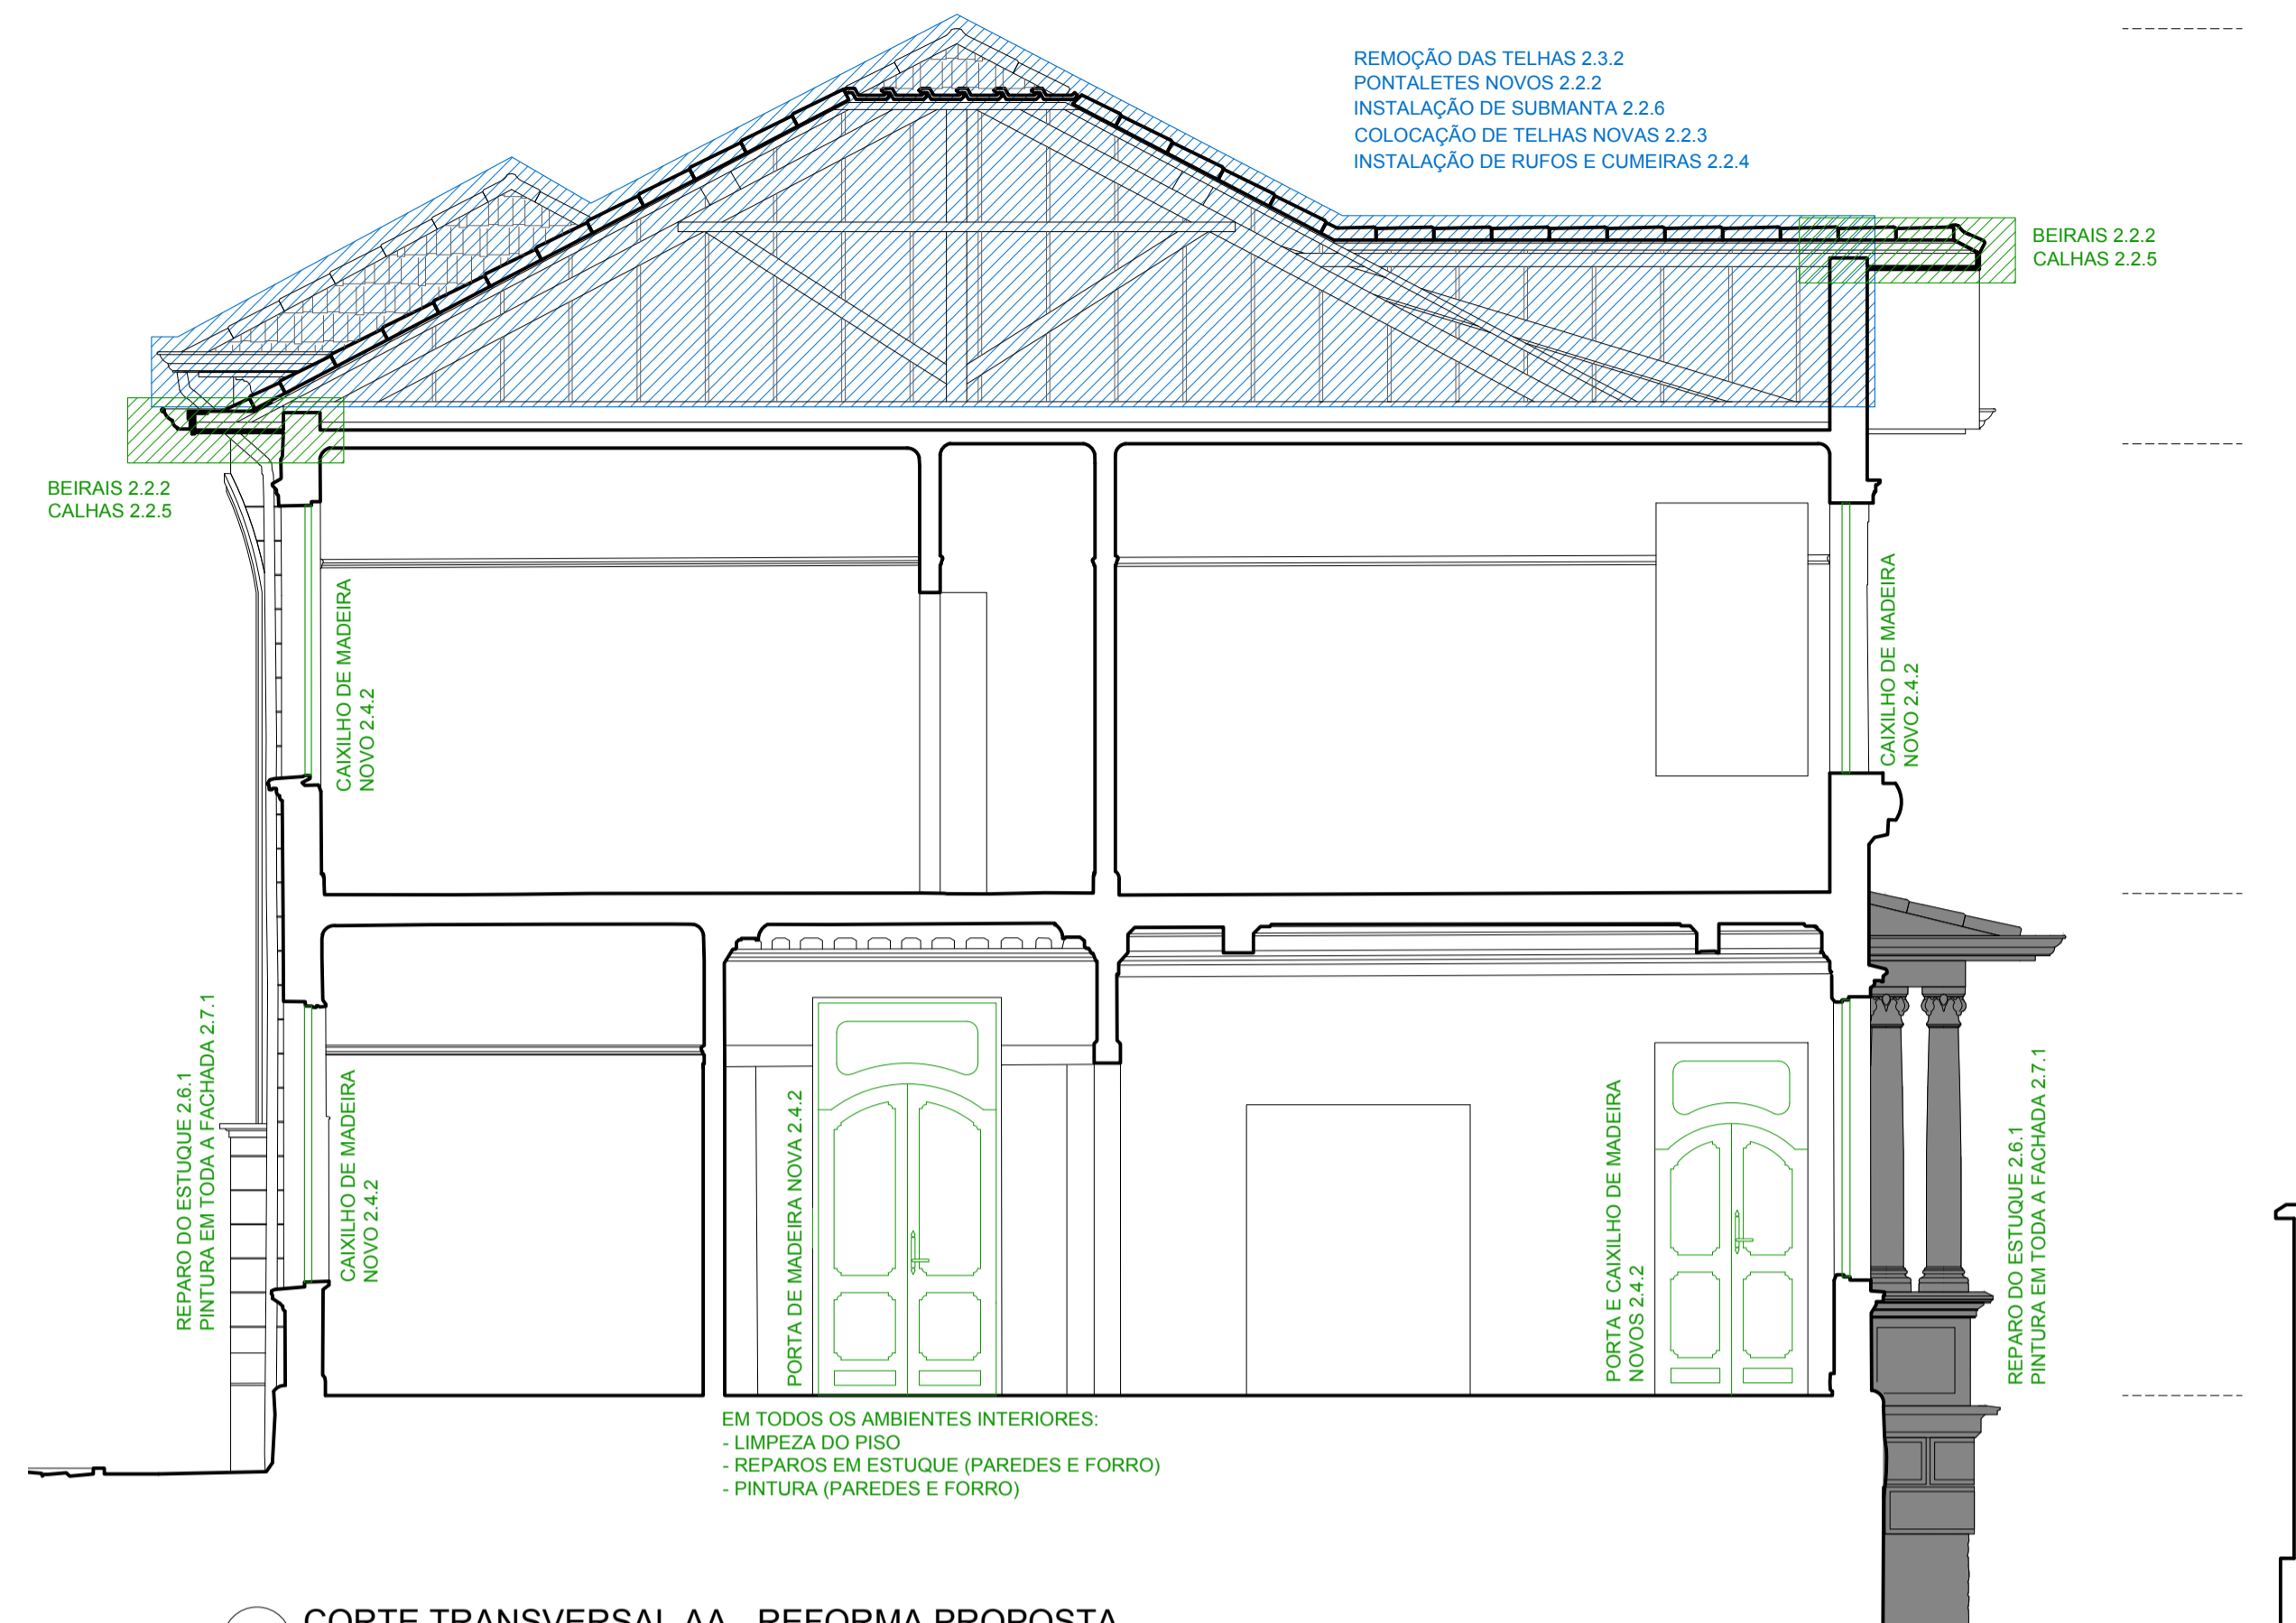 REMOÇÃO DAS TELHAS 2.3.2
PONTALETES NOVOS 2.2.2
INSTALAÇÃO DE SUBMANTA 2.2.6
COLOCAÇÃO DE TELHAS NOVAS 2.2.3
INSTALAÇÃO DE RUFOS E CUMEIRAS 2.2.4
BEIRAIS 2.2.2
CALHAS 2.2.5
BEIRAIS 2.2.2
CALHAS 2.2.5
CAIXILHO DE MADEIRA
NOVO 2.4.2
CAIXILHO DE MADEIRA
NOVO 2.4.2
REPARO DO ESTUQUE 2.6.1
PINTURA EM TODA A FACHADA 2.7.1
CAIXILHO DE MADEIRA
NOVO 2.4.2
PORTA DE MADEIRA NOVA 2.4.2
PORTA E CAIXILHO DE MADEIRA
NOVOS 2.4.2
REPARO DO ESTUQUE 2.6.1
PINTURA EM TODA A FACHADA 2.7.1
EM TODOS OS AMBIENTES INTERIORES:
- LIMPEZA DO PISO
- REPAROS EM ESTUQUE (PAREDES E FORRO)
- PINTURA (PAREDES E FORRO)
CORTE TRANSVERSAL AA - REFORMA PROPOSTA